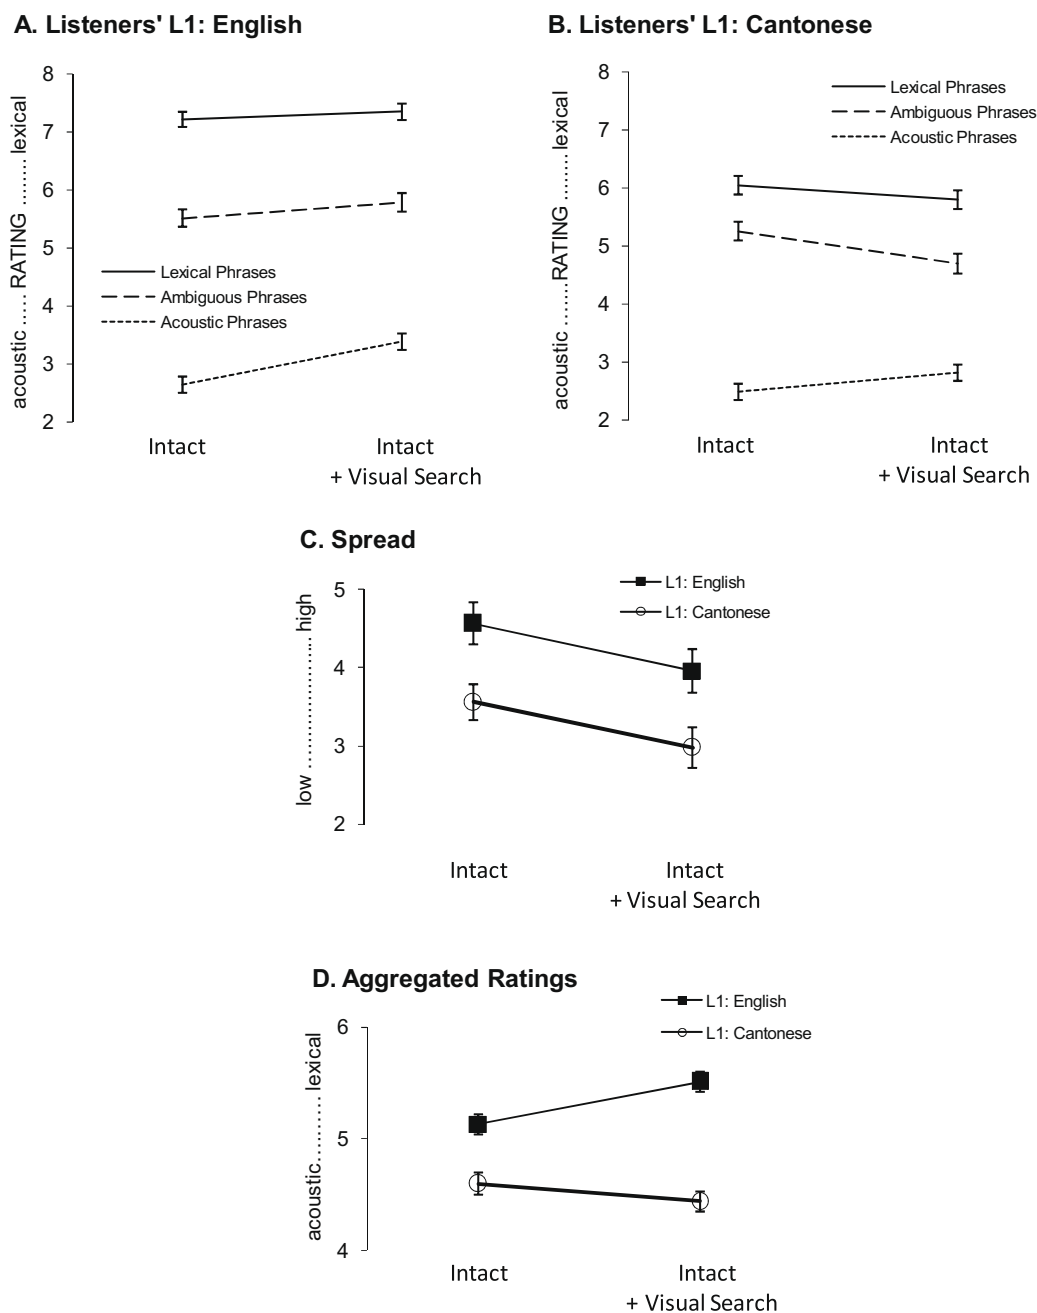 A. Listeners' L1: English
acoustic ..... RATING ........ lexical
8
7
6
5
4
3
2
Lexical Phrases
Ambiguous Phrases
Acoustic Phrases
Intact
Intact
+ Visual Search
B. Listeners' L1: Cantonese
acoustic ........RATING ........lexical
8
7
6
5
4
3
2
Lexical Phrases
Ambiguous Phrases
Acoustic Phrases
Intact
Intact
+ Visual Search
C. Spread
low ........................high
5
4
3
2
L1: English
L1: Cantonese
Intact
Intact
+ Visual Search
D. Aggregated Ratings
acoustic..............lexical
6
5
4
L1: English
L1: Cantonese
Intact
Intact
+ Visual Search